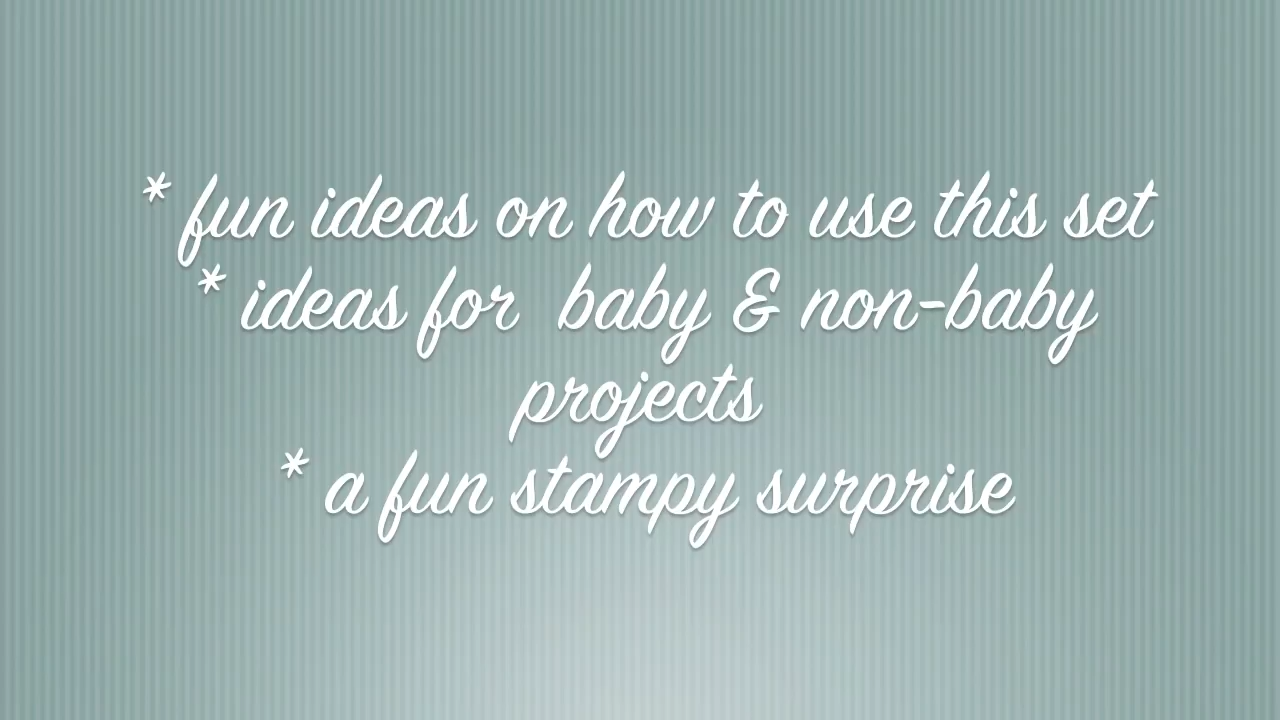 * fun ideas on how to use this set
* ideas for baby & non-baby
projects
* a fun stampy surprise